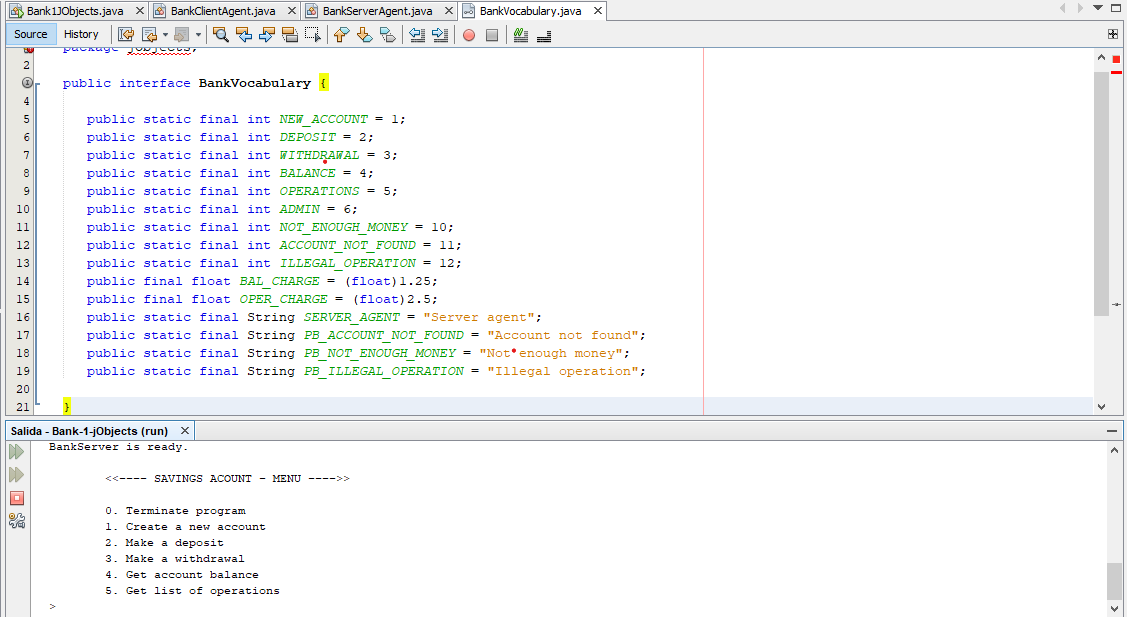 Bank1JObjects.java BankClientAgent.java BankServerAgent.java BankVocabulary.java
Source History
package jobjects;
2
public interface BankVocabulary {
4
5 public static final int NEW_ACCOUNT = 1;
6 public static final int DEPOSIT = 2;
7 public static final int WITHDRAWAL = 3;
8 public static final int BALANCE = 4;
9 public static final int OPERATIONS = 5;
10 public static final int ADMIN = 6;
11 public static final int NOT_ENOUGH_MONEY = 10;
12 public static final int ACCOUNT_NOT_FOUND = 11;
13 public static final int ILLEGAL_OPERATION = 12;
14 public final float BAL_CHARGE = (float)1.25;
15 public final float OPER_CHARGE = (float)2.5;
16 public static final String SERVER_AGENT = "Server agent";
17 public static final String PB_ACCOUNT_NOT_FOUND = "Account not found";
18 public static final String PB_NOT_ENOUGH_MONEY = "Not enough money";
19 public static final String PB_ILLEGAL_OPERATION = "Illegal operation";
20
21 }
Salida - Bank-1-jObjects (run)
BankServer is ready.
<<---- SAVINGS ACOUNT - MENU ---->>
0. Terminate program
1. Create a new account
2. Make a deposit
3. Make a withdrawal
4. Get account balance
5. Get list of operations
>